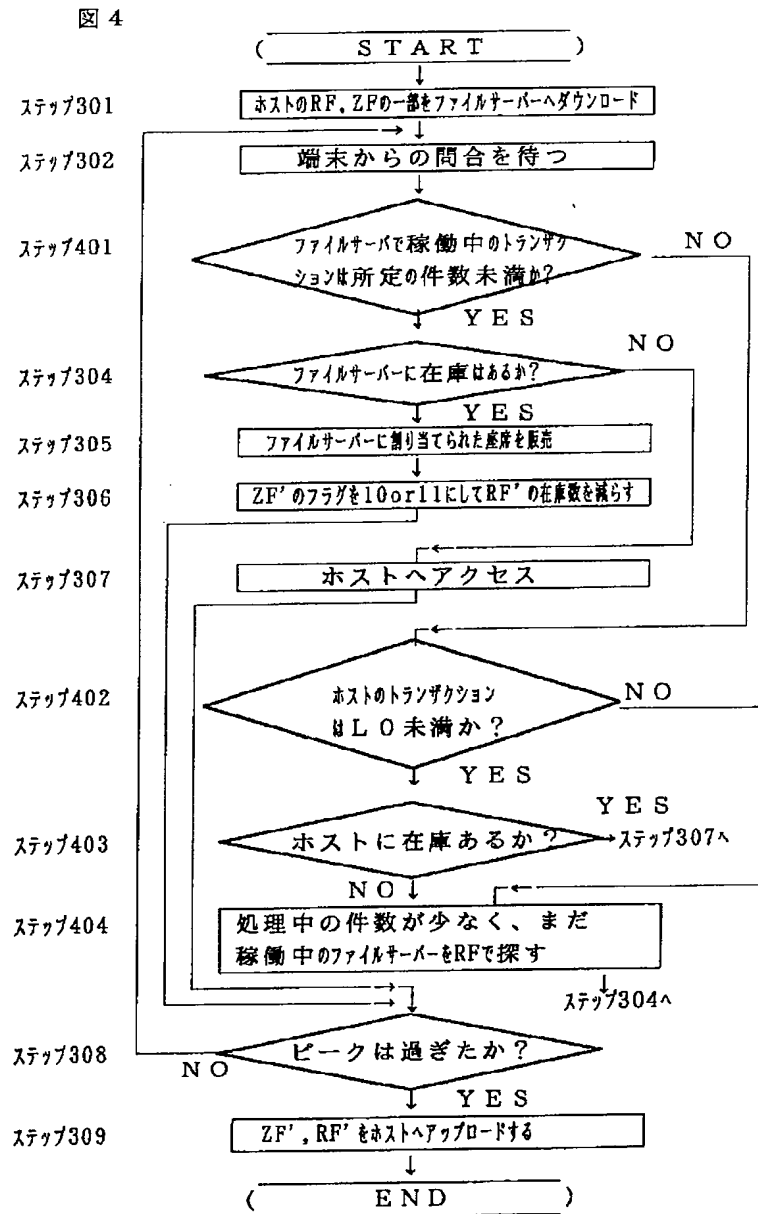 図4
( START )
ステップ301
ホストのRF,ZFの一部をファイルサーバーへダウンロード
ステップ302
端末からの問合を待つ
ステップ401
ファイルサーバで稼働中のトランザク
ションは所定の件数未満か?
NO
YES
ステップ304
ファイルサーバーに在庫はあるか?
NO
YES
ステップ305
ファイルサーバーに割り当てられた座席を販売
ステップ306
ZF'のフラグを10or11にしてRF'の在庫数を減らす
ステップ307
ホストへアクセス
ステップ402
ホストのトランザクション
はLO未満か?
NO
YES
ステップ403
ホストに在庫あるか?
YES
ステップ307へ
NO
ステップ404
処理中の件数が少なく、まだ
稼働中のファイルサーバーをRFで探す
ステップ304へ
ステップ308
ピークは過ぎたか?
NO
YES
ステップ309
ZF',RF'をホストへアップロードする
( END )